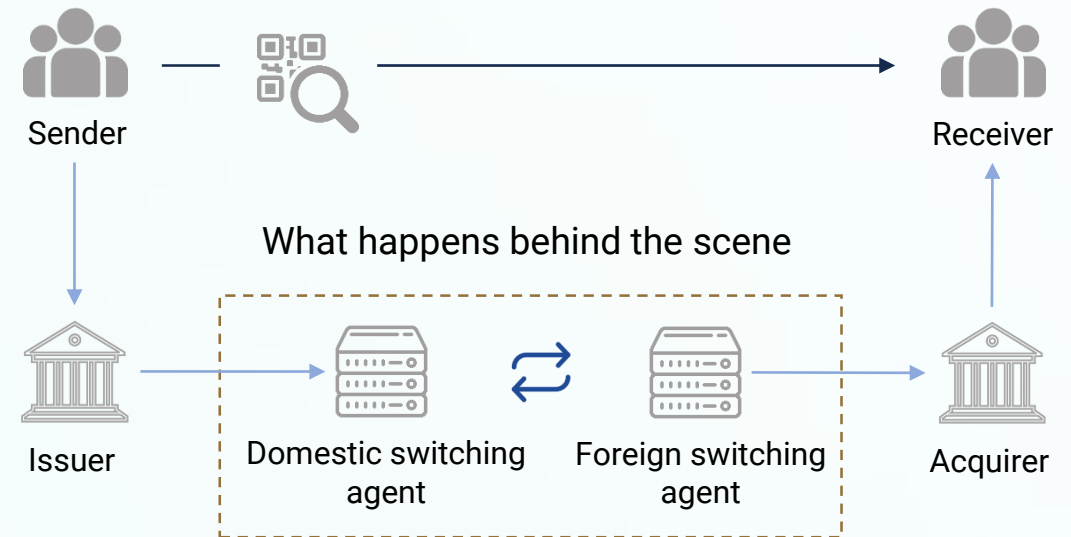 Sender
Receiver
What happens behind the scene
Issuer
Domestic switching
agent
Foreign switching
agent
Acquirer